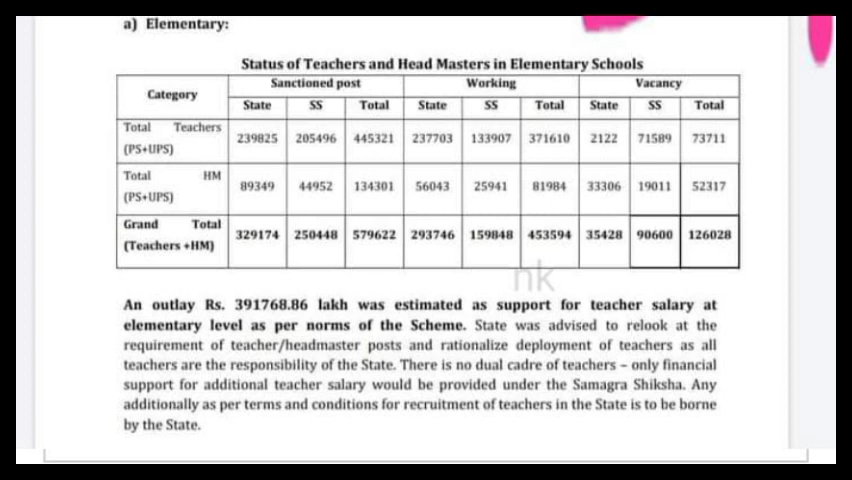 a) Elementary:
Status of Teachers and Head Masters in Elementary Schools
Category Sanctioned post Working Vacancy
State SS Total State SS Total State SS Total
Total Teachers (PS+UPS) 239825 205496 445321 237703 133907 371610 2122 71589 73711
Total HM (PS+UPS) 89349 44952 134301 56043 25941 81984 33306 19011 52317
Grand Total (Teachers +HM) 329174 250448 579622 293746 159848 453594 35428 90600 126028
nk
An outlay Rs. 391768.86 lakh was estimated as support for teacher salary at
elementary level as per norms of the Scheme. State was advised to relook at the
requirement of teacher/headmaster posts and rationalize deployment of teachers as all
teachers are the responsibility of the State. There is no dual cadre of teachers – only financial
support for additional teacher salary would be provided under the Samagra Shiksha. Any
additionally as per terms and conditions for recruitment of teachers in the State is to be borne
by the State.